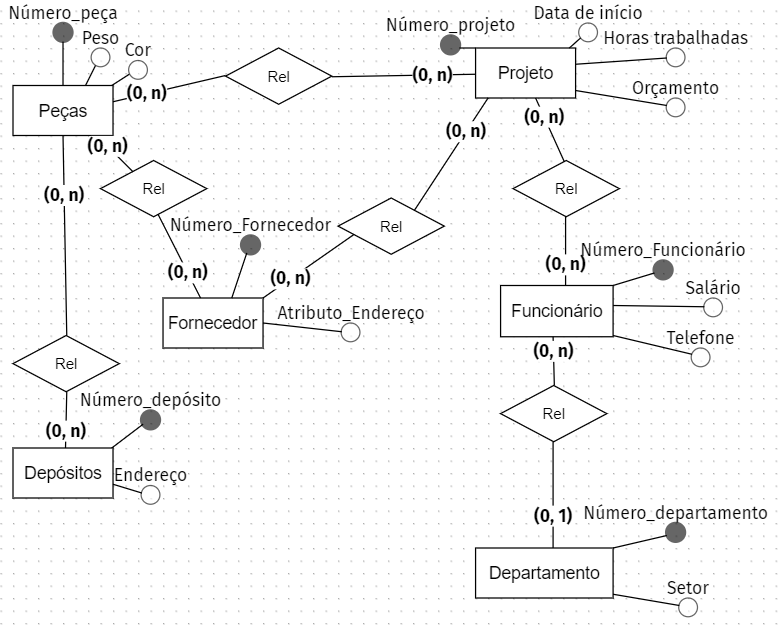 Número_peça
Peso
Cor
Peças
(0, n)
Rel
(0, n)
Número_projeto
Data de início
Horas trabalhadas
Projeto
Orçamento
(0, n)
(0, n)
(0, n)
Rel
Rel
(0, n)
Rel
(0, n)
Número_Fornecedor
(0, n)
(0, n)
Fornecedor
Atributo_Endereço
(0, n)
Número_Funcionário
Salário
Funcionário
Telefone
(0, n)
Rel
Rel
Número_depósito
(0, n)
Depósitos
Endereço
(0, 1)
Número_departamento
Departamento
Setor